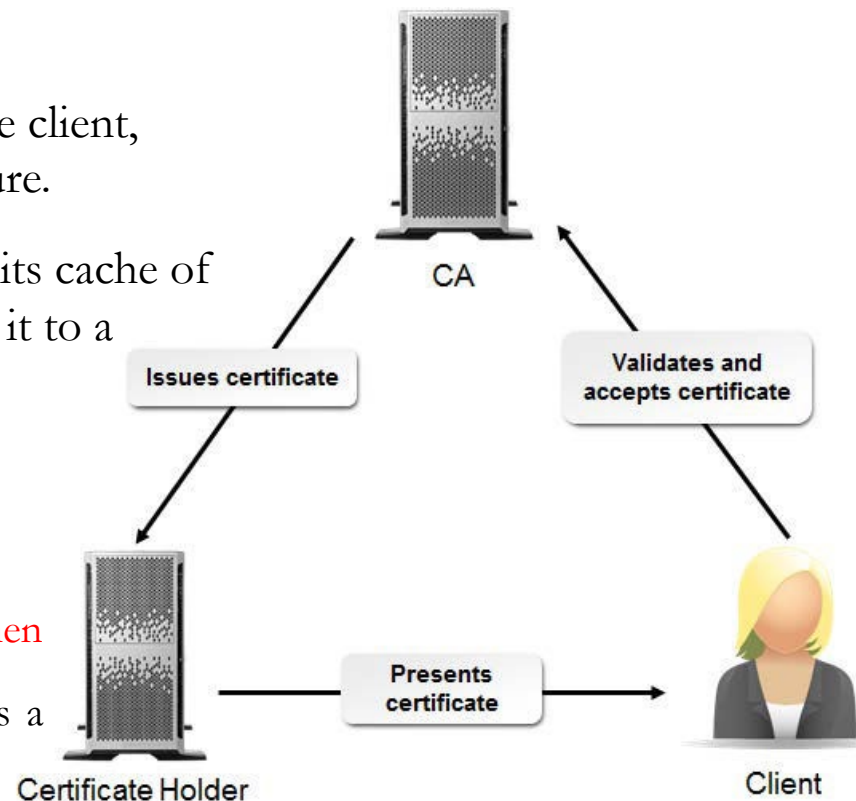 e client,
ure.
its cache of
it to a
CA
Issues certificate
Validates and
accepts certificate
en
s a
Presents
certificate
Certificate Holder
Client